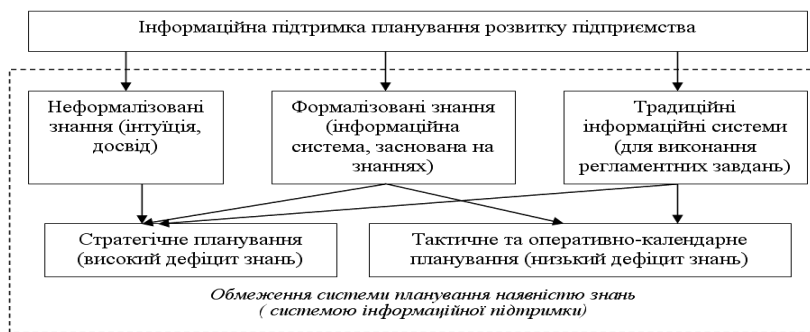 Інформаційна підтримка планування розвитку підприємства
Неформалізовані
знання (інтуїція,
досвід)
Формалізовані знання
(інформаційна
система, заснована на
знаннях)
Традиційні
інформаційні системи
(для виконання
регламентних завдань)
Стратегічне планування
(високий дефіцит знань)
Тактичне та оперативно-календарне
планування (низький дефіцит знань)
Обмеження системи планування наявністю знань
( системою інформаційної підтримки)